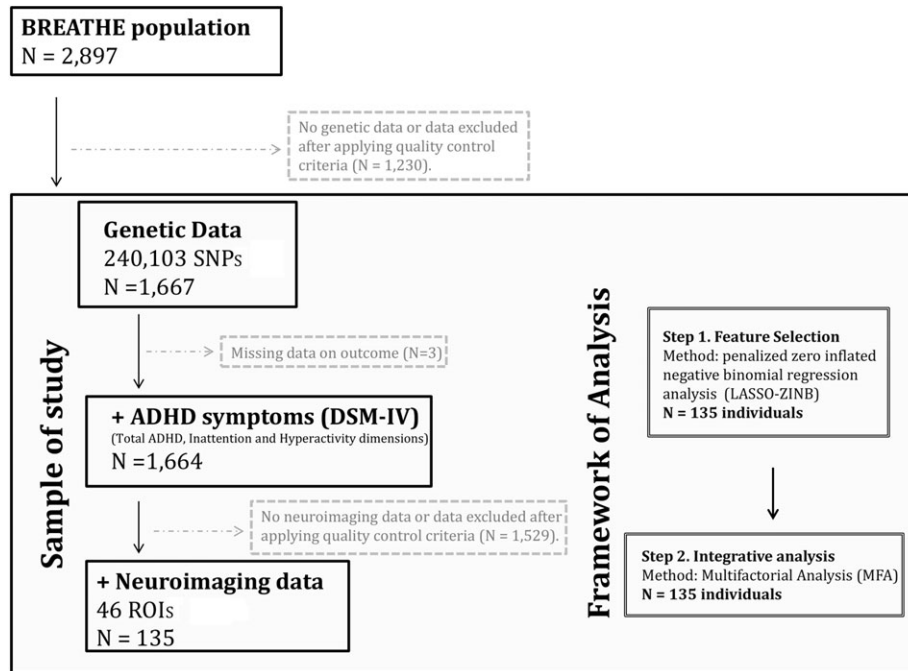 BREATHE population
N = 2,897
No genetic data or data excluded
after applying quality control
criteria (N = 1,230).
Genetic Data
240,103 SNPs
N =1,667
Missing data on outcome (N=3)
+ ADHD symptoms (DSM-IV)
(Total ADHD, Inattention and Hyperactivity dimensions)
N =1,664
No neuroimaging data or data excluded after
applying quality control criteria (N = 1,529).
+ Neuroimaging data
46 ROIs
N = 135
Sample of study
Framework of Analysis
Step 1. Feature Selection
Method: penalized zero inflated
negative binomial regression
analysis (LASSO-ZINB)
N = 135 individuals
Step 2. Integrative analysis
Method: Multifactorial Analysis (MFA)
N = 135 individuals